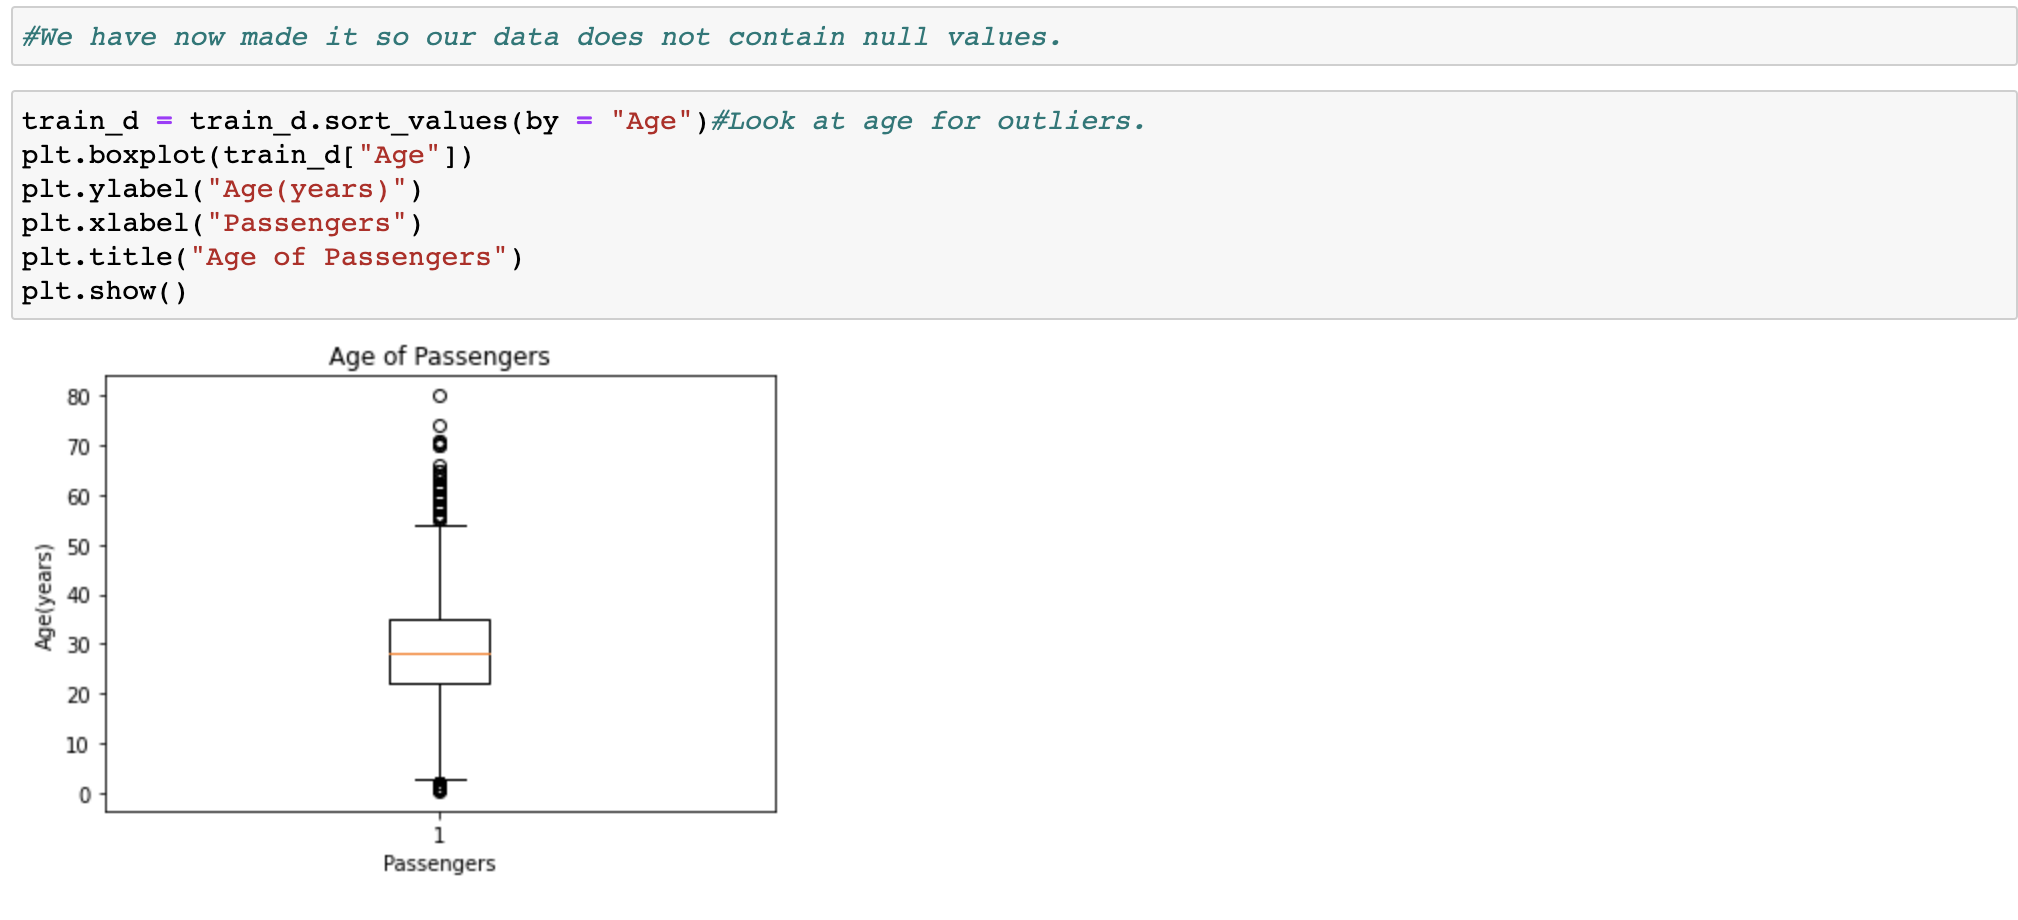 #We have now made it so our data does not contain null values.
train_d = train_d.sort_values(by = "Age")#Look at age for outliers.
plt.boxplot(train_d["Age"])
plt.ylabel("Age(years)")
plt.xlabel("Passengers")
plt.title("Age of Passengers")
plt.show()
Age of Passengers
80
70
60
50
40
30
20
10
0
Age(years)
1
Passengers